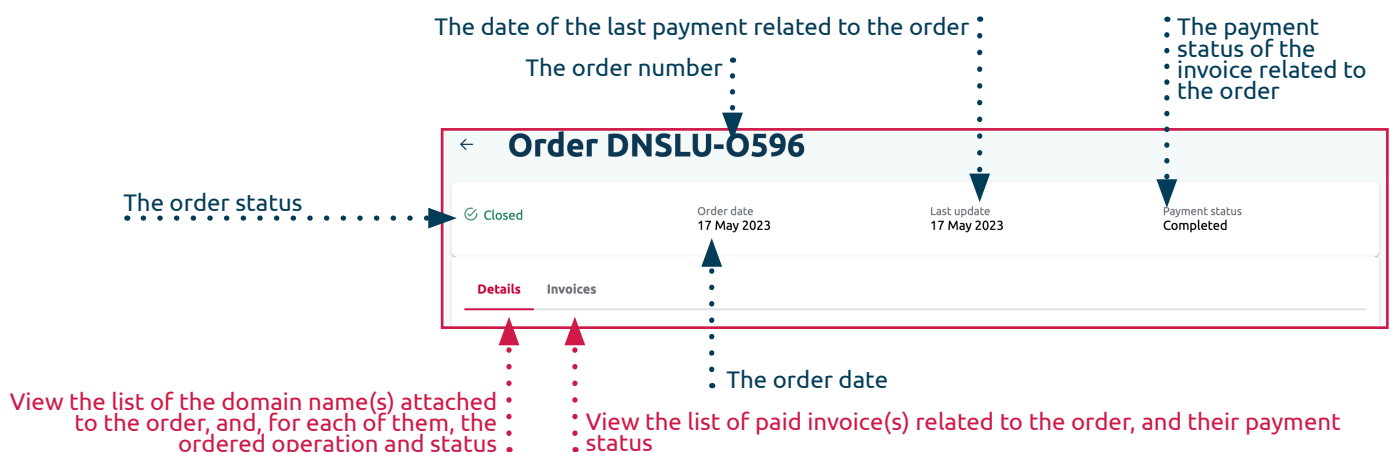 The date of the last payment related to the order
The payment
status of the
invoice related to
the order
The order number
← Order DNSLU-O596
The order status
Closed
Order date
17 May 2023
Last update
17 May 2023
Payment status
Completed
Details Invoices
The order date
View the list of the domain name(s) attached
to the order, and, for each of them, the
ordered operation and status
View the list of paid invoice(s) related to the order, and their payment
status